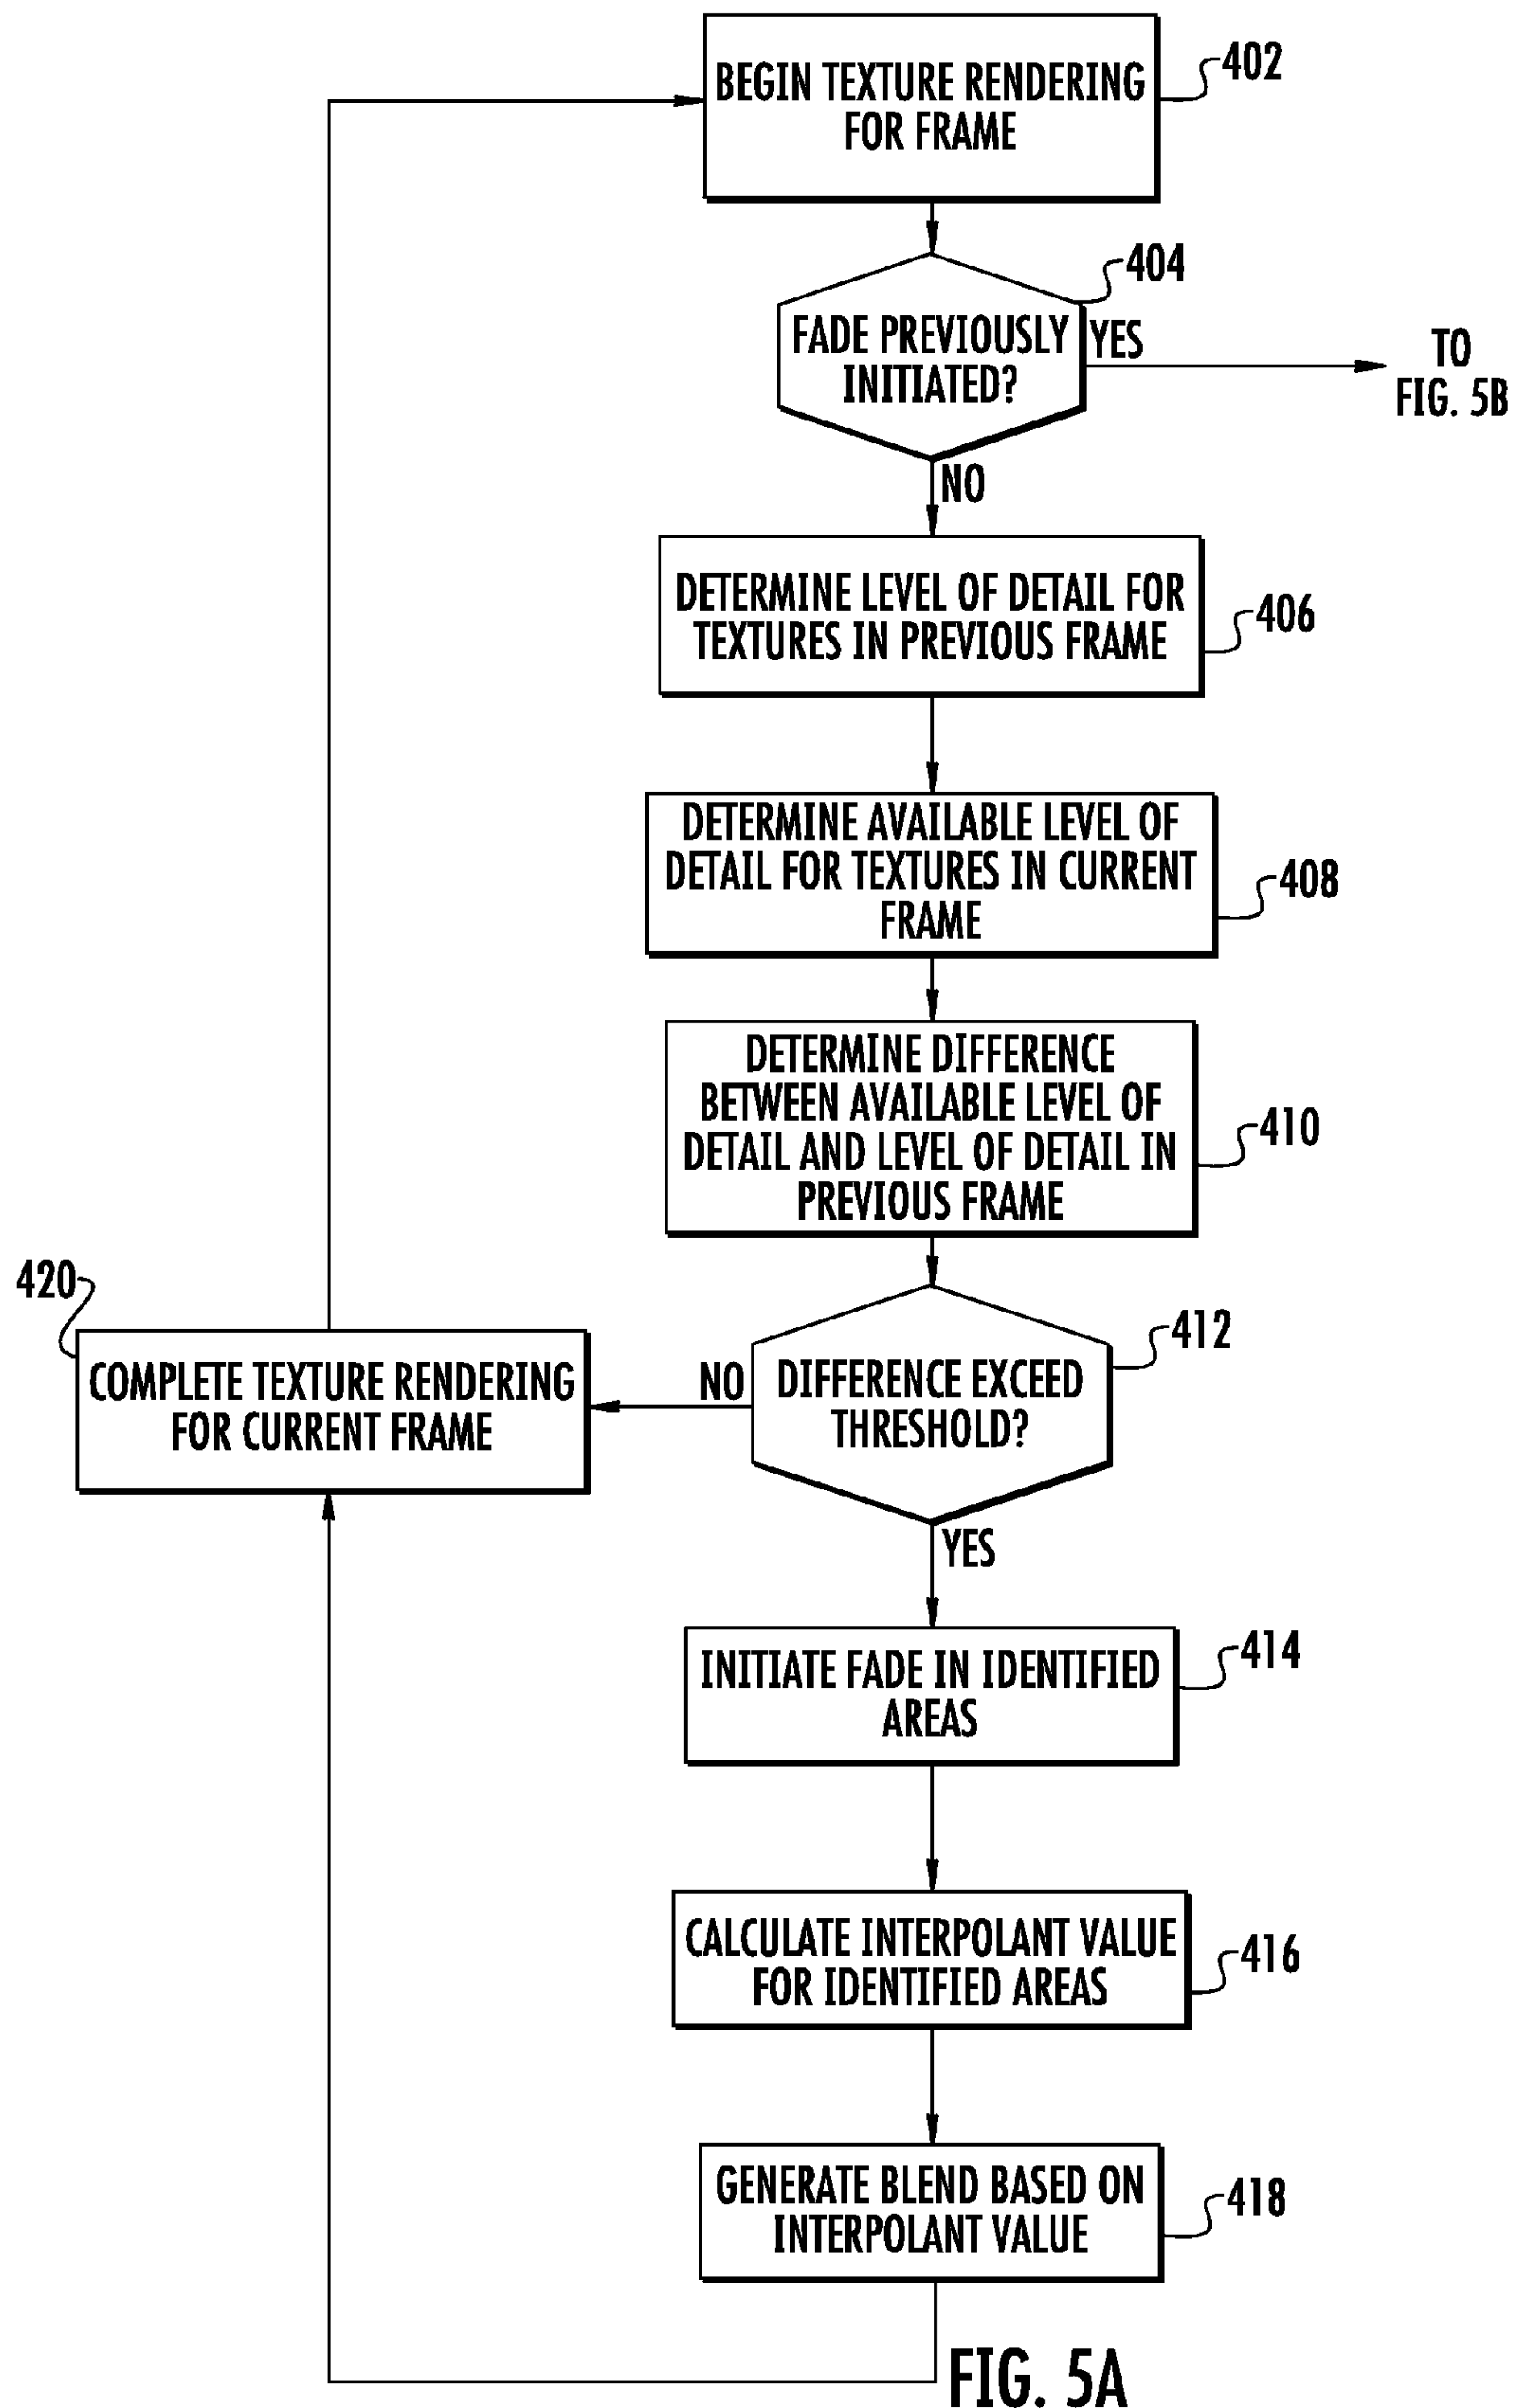 BEGIN TEXTURE RENDERING
FOR FRAME
402
FADE PREVIOUSLY
INITIATED?
404
YES
TO
FIG. 5B
NO
DETERMINE LEVEL OF DETAIL FOR
TEXTURES IN PREVIOUS FRAME
406
DETERMINE AVAILABLE LEVEL OF
DETAIL FOR TEXTURES IN CURRENT
FRAME
408
DETERMINE DIFFERENCE
BETWEEN AVAILABLE LEVEL OF
DETAIL AND LEVEL OF DETAIL IN
PREVIOUS FRAME
410
DIFFERENCE EXCEED
THRESHOLD?
412
NO
420
COMPLETE TEXTURE RENDERING
FOR CURRENT FRAME
YES
INITIATE FADE IN IDENTIFIED
AREAS
414
CALCULATE INTERPOLANT VALUE
FOR IDENTIFIED AREAS
416
GENERATE BLEND BASED ON
INTERPOLANT VALUE
418
FIG. 5A